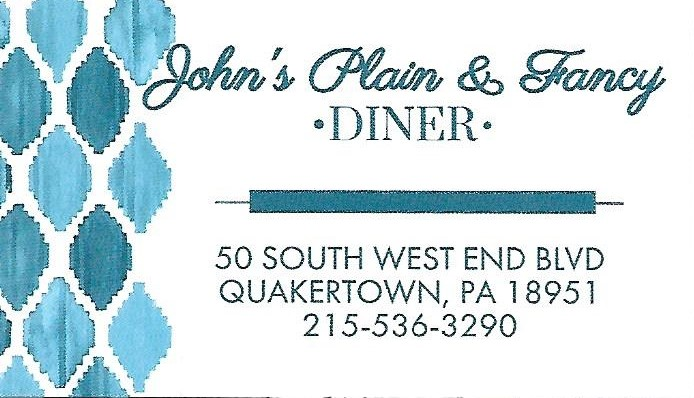 John's Plain & Fancy
•DINER•
50 SOUTH WEST END BLVD
QUAKERTOWN, PA 18951
215-536-3290